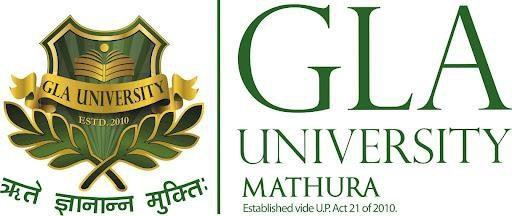 GLA UNIVERSITY
ESTD. 2010
ऋते ज्ञानान्न मुक्तिः
GLA
UNIVERSITY
MATHURA
Established vide U.P. Act 21 of 2010.